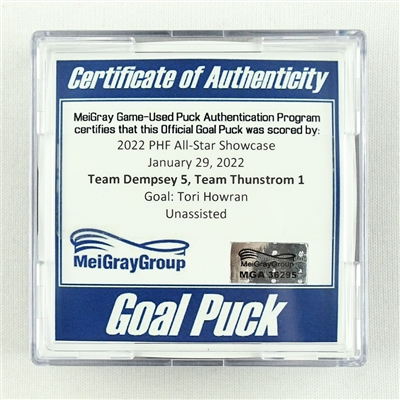 Certificate of Authenticity
MeiGray Game-Used Puck Authentication Program
certifies that this Official Goal Puck was scored by:
2022 PHF All-Star Showcase
January 29, 2022
Team Dempsey 5, Team Thunstrom 1
Goal: Tori Howran
Unassisted
MeiGrayGroup
MeiGrayGroup
MGA 36295
Goal Puck